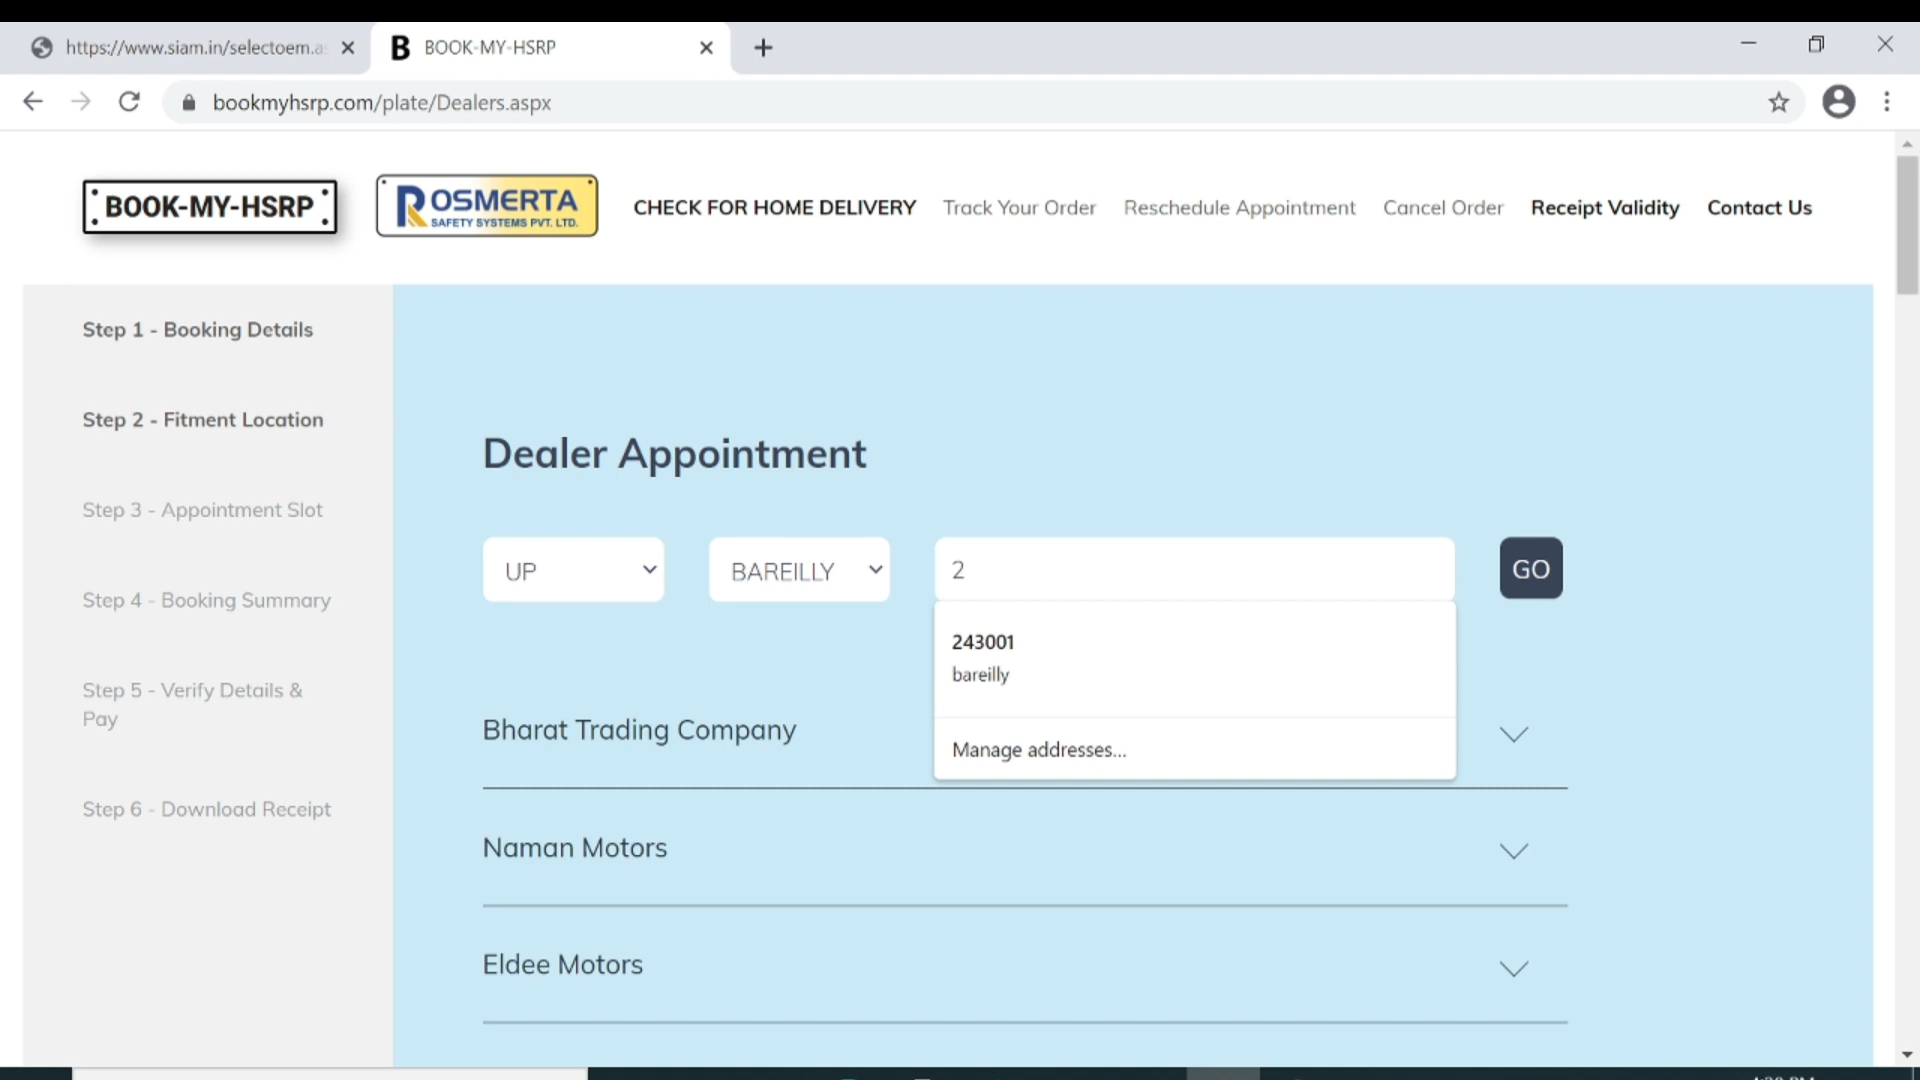 https://www.siam.in/selectoem.as
BOOK-MY-HSRP
bookmyhsrp.com/plate/Dealers.aspx
BOOK-MY-HSRP
ROSMERTA
SAFETY SYSTEMS PVT. LTD.
CHECK FOR HOME DELIVERY
Track Your Order
Reschedule Appointment
Cancel Order
Receipt Validity
Contact Us
Step 1 - Booking Details
Step 2 - Fitment Location
Step 3 - Appointment Slot
Step 4 - Booking Summary
Step 5 - Verify Details &
Pay
Step 6 - Download Receipt
Dealer Appointment
UP
BAREILLY
2
GO
243001
bareilly
Manage addresses...
Bharat Trading Company
Naman Motors
Eldee Motors